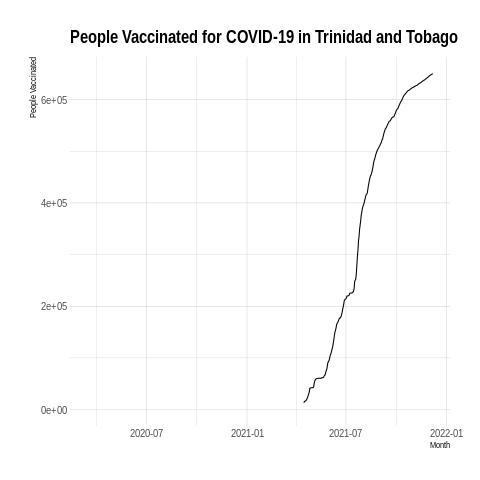 People Vaccinated for COVID-19 in Trinidad and Tobago
People Vaccinated
6e+05
4e+05
2e+05
0e+00
2020-07 2021-01 2021-07 2022-01
Month